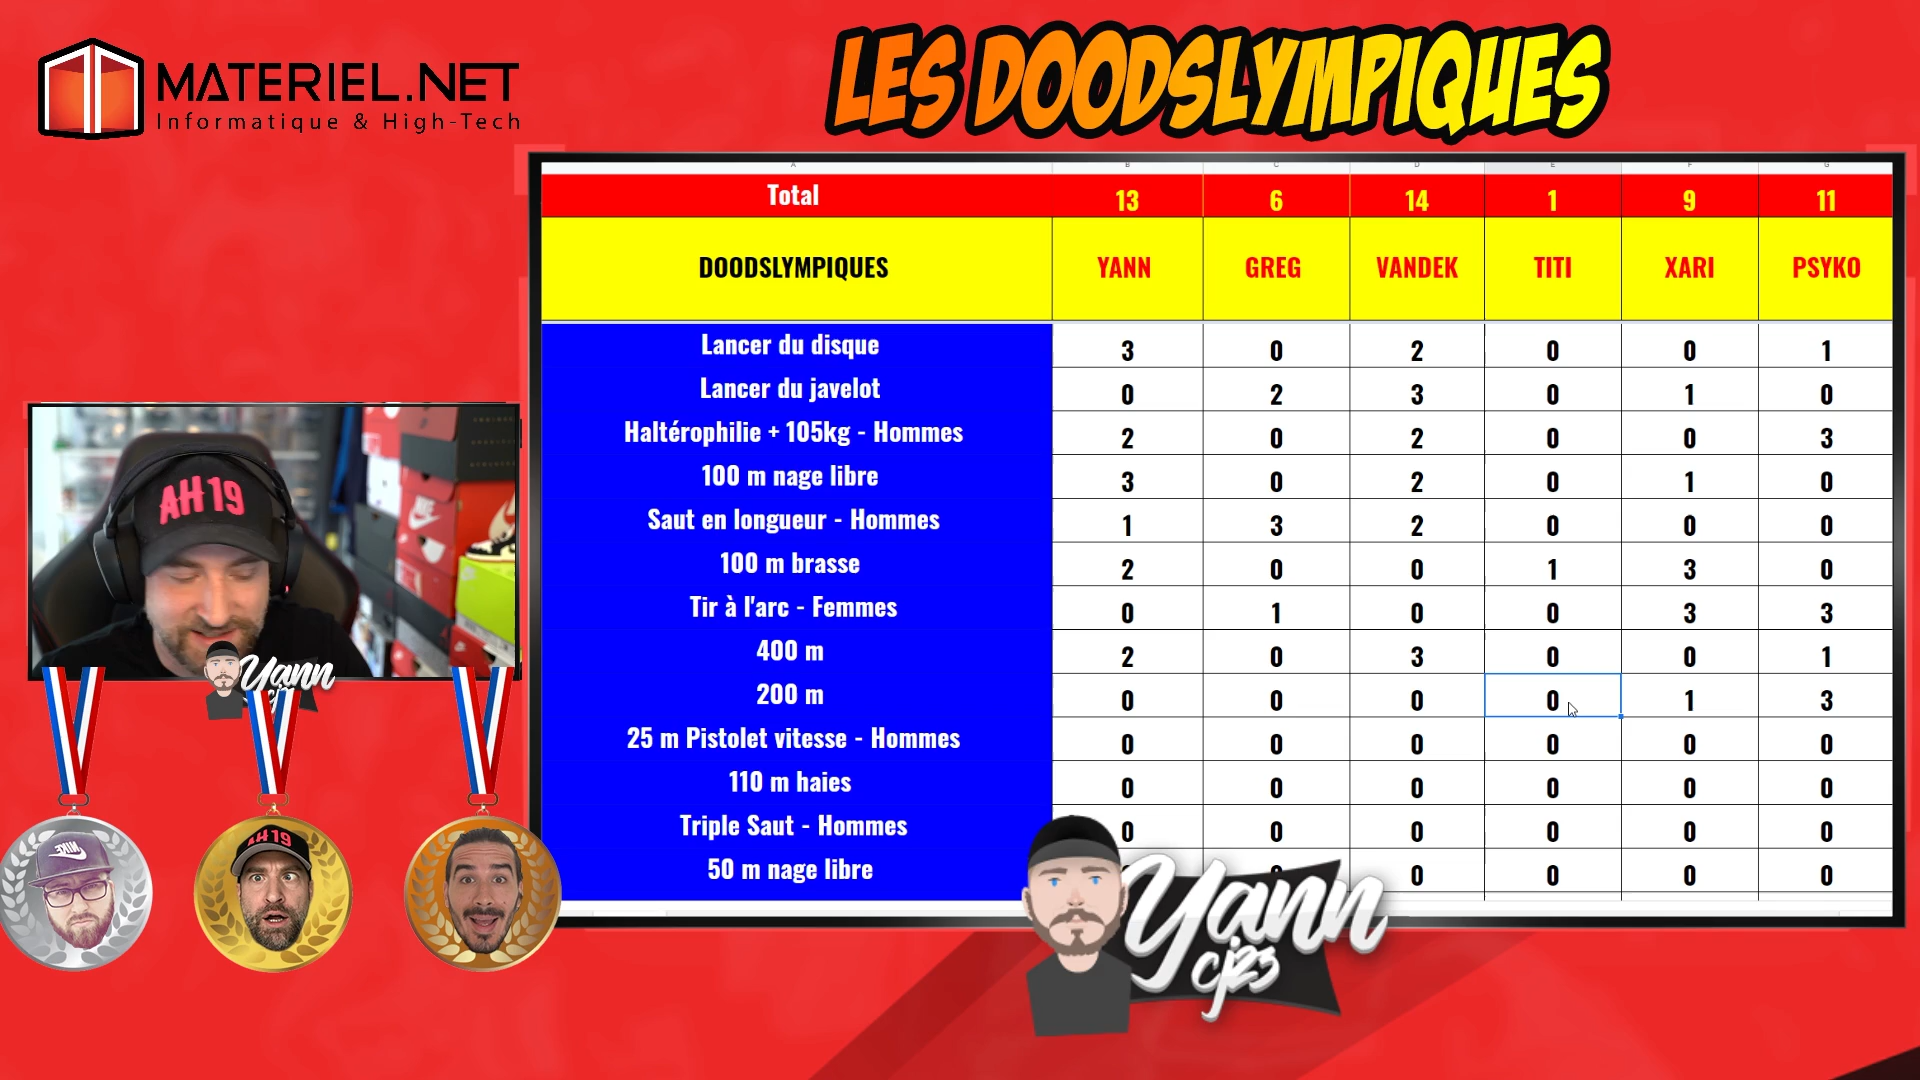 MATERIEL.NET
Informatique & High-Tech
LES DOODSLYMPIQUES
A B C D E F G
Total 13 6 14 1 9 11
DOODSLYMPIQUES YANN GREG VANDEK TITI XARI PSYKO
Lancer du disque 3 0 2 0 0 1
Lancer du javelot 0 2 3 0 1 0
Haltérophilie + 105kg - Hommes 2 0 2 0 0 3
100 m nage libre 3 0 2 0 1 0
Saut en longueur - Hommes 1 3 2 0 0 0
100 m brasse 2 0 0 1 3 0
Tir à l'arc - Femmes 0 1 0 0 3 3
400 m 2 0 3 0 0 1
200 m 0 0 0 0 1 3
25 m Pistolet vitesse - Hommes 0 0 0 0 0 0
110 m haies 0 0 0 0 0 0
Triple Saut - Hommes 0 0 0 0 0 0
50 m nage libre 0 0 0 0
AH19
NIKE
Yann
AH19
NIKE
Yann
cj23